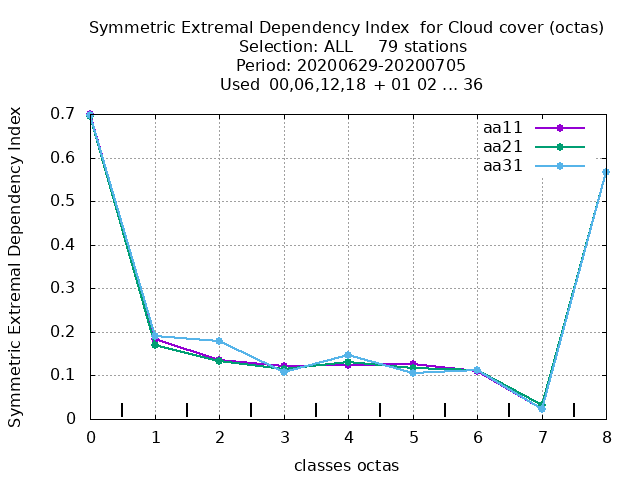 Symmetric Extremal Dependency Index for Cloud cover (octas)
Selection: ALL 79 stations
Period: 20200629-20200705
Used 00,06,12,18 + 01 02 ... 36
Symmetric Extremal Dependency Index
0.7
0.6
0.5
0.4
0.3
0.2
0.1
0
aa11
aa21
aa31
0 1 2 3 4 5 6 7 8
classes octas